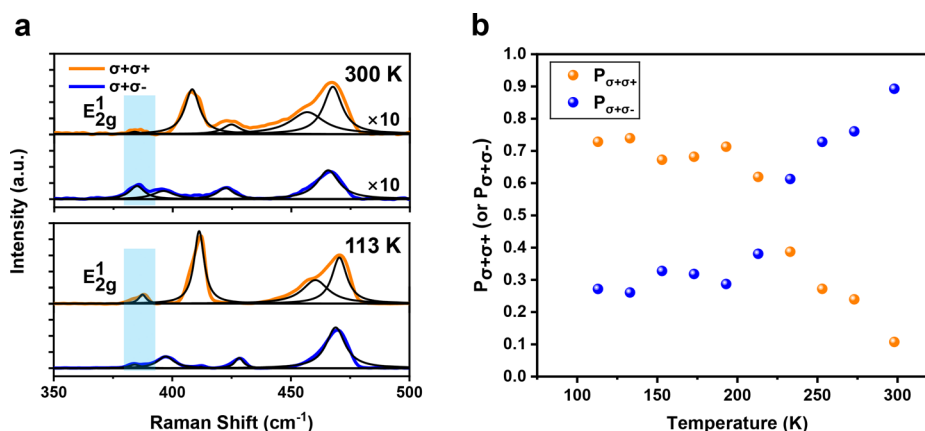 a
σ+σ+
σ+σ-
300 K
E¹₂g
×10
×10
113 K
E¹₂g
Intensity (a.u.)
350 400 450 500
Raman Shift (cm⁻¹)
b
1.0
0.9
0.8
0.7
0.6
0.5
0.4
0.3
0.2
0.1
0.0
Pσ+σ+
Pσ+σ-
Pσ+σ+ (or Pσ+σ-)
100 150 200 250 300
Temperature (K)